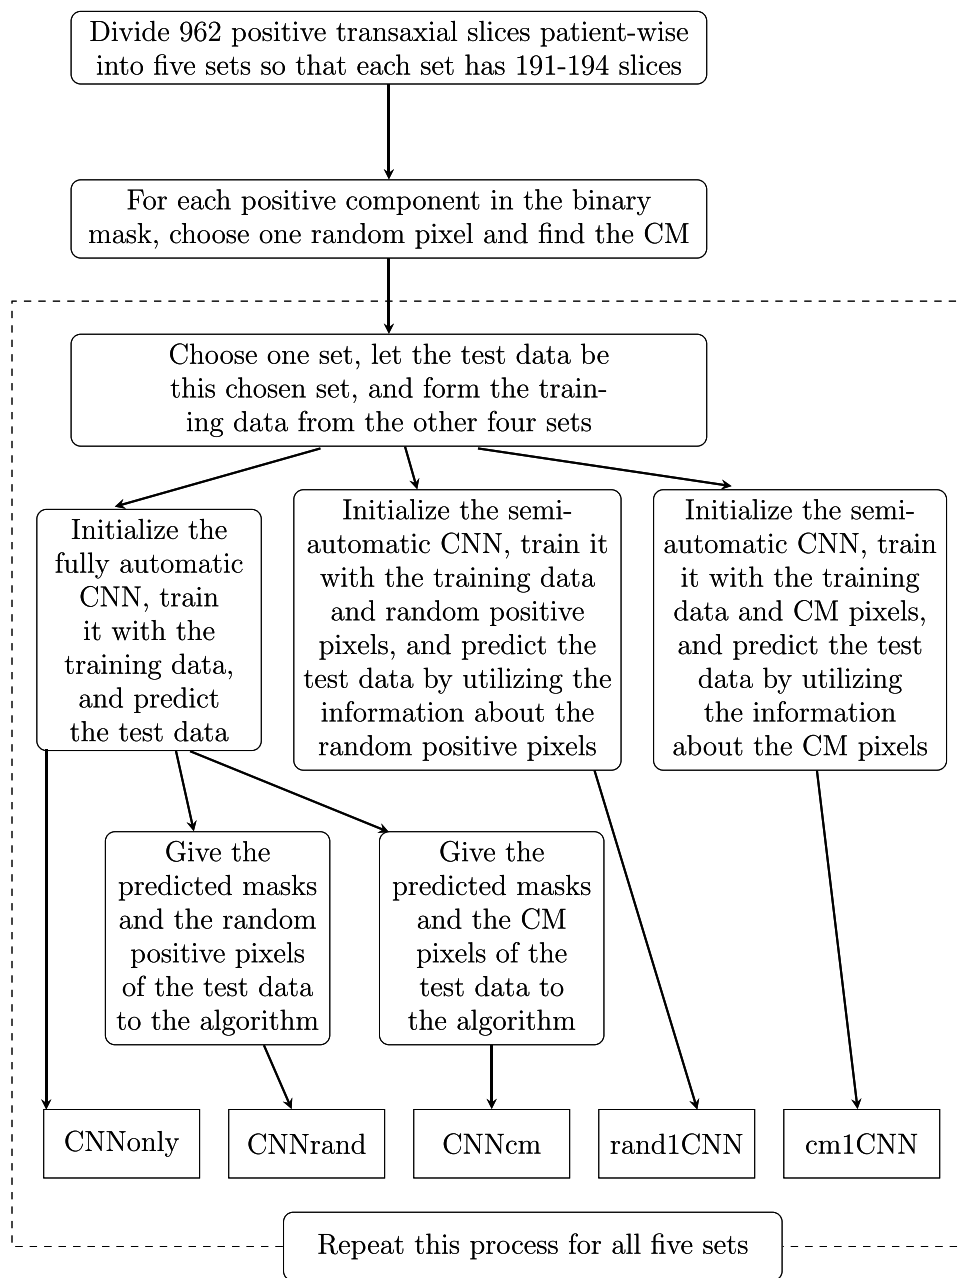 Divide 962 positive transaxial slices patient-wise
into five sets so that each set has 191-194 slices
For each positive component in the binary
mask, choose one random pixel and find the CM
Choose one set, let the test data be
this chosen set, and form the train-
ing data from the other four sets
Initialize the
fully automatic
CNN, train
it with the
training data,
and predict
the test data
Initialize the semi-
automatic CNN, train it
with the training data
and random positive
pixels, and predict the
test data by utilizing the
information about the
random positive pixels
Initialize the semi-
automatic CNN, train
it with the training
data and CM pixels,
and predict the test
data by utilizing
the information
about the CM pixels
Give the
predicted masks
and the random
positive pixels
of the test data
to the algorithm
Give the
predicted masks
and the CM
pixels of the
test data to
the algorithm
CNNonly
CNNrand
CNNcm
rand1CNN
cm1CNN
Repeat this process for all five sets